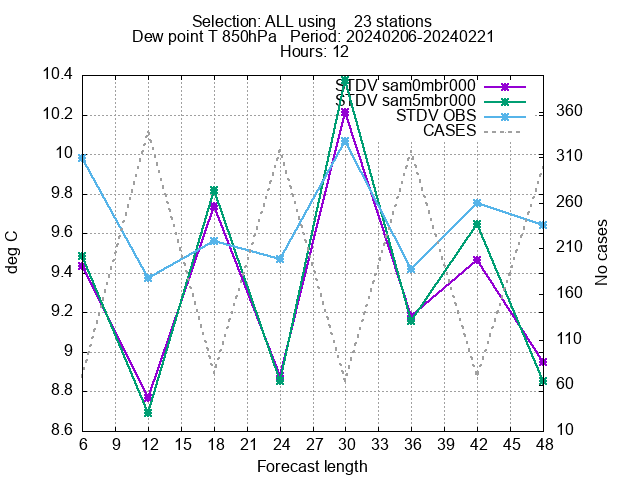 Selection: ALL using    23 stations
Dew point T 850hPa   Period: 20240206-20240221
Hours: 12
STDV sam0mbr000
STDV sam5mbr000
STDV OBS
CASES
10.4
10.2
10
9.8
9.6
9.4
9.2
9
8.8
8.6
deg C
360
310
260
210
160
110
60
10
No cases
6 9 12 15 18 21 24 27 30 33 36 39 42 45 48
Forecast length